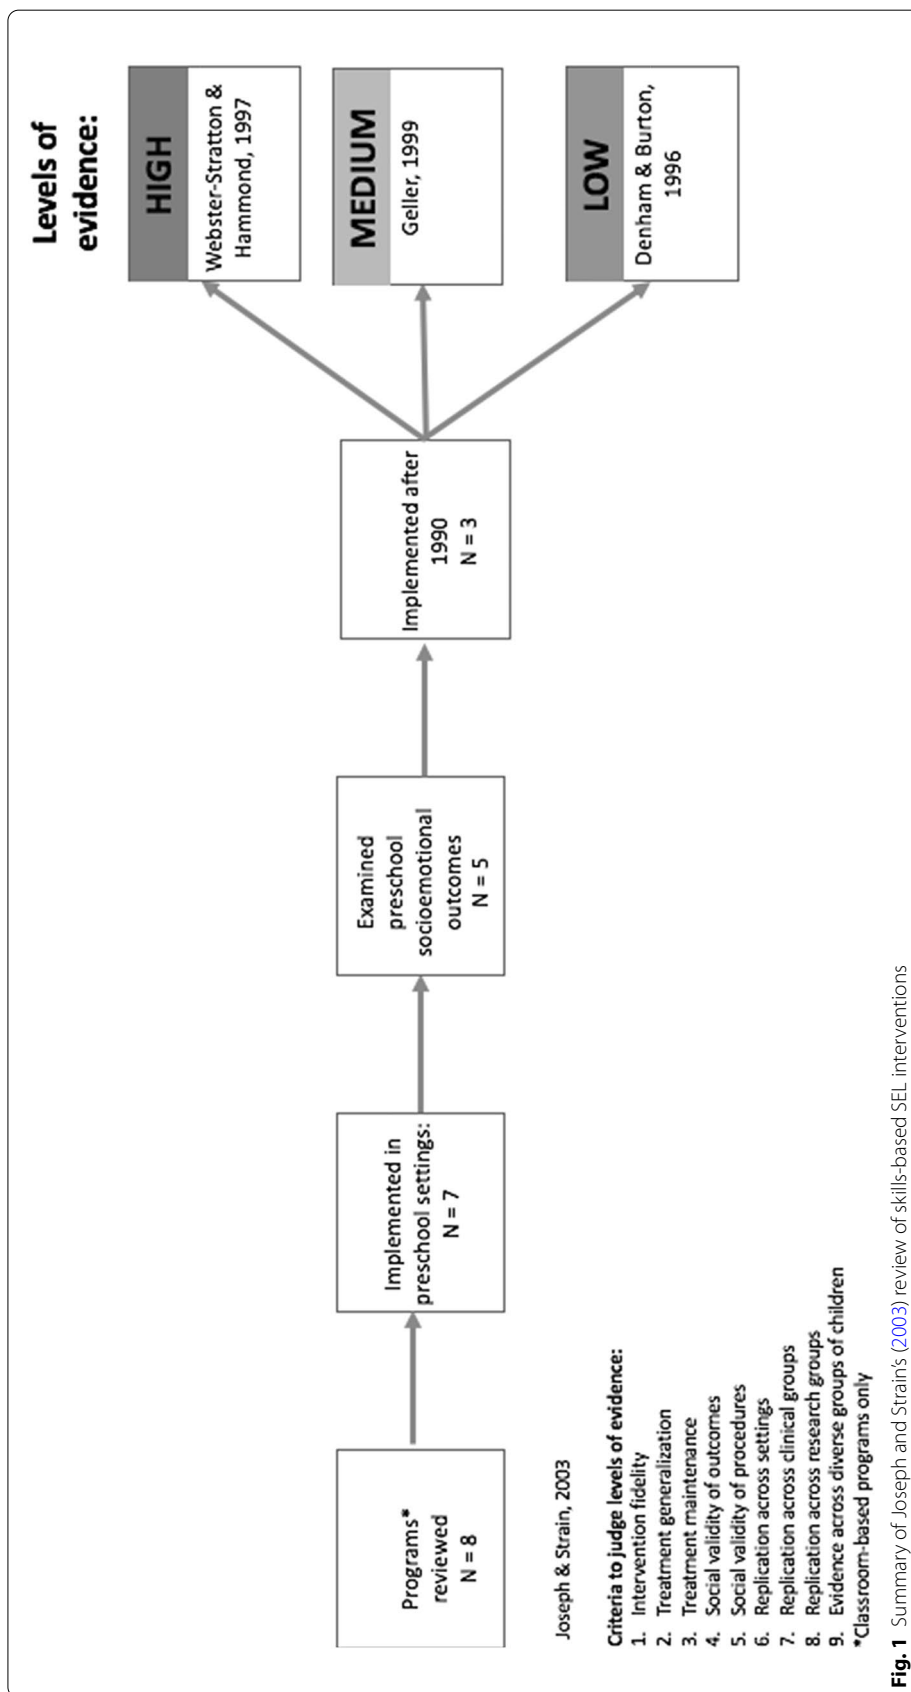 Levels of
evidence:
Programs*
reviewed
N = 8
Implemented in
preschool settings:
N = 7
Examined
preschool
socioemotional
outcomes
N = 5
Implemented after
1990
N = 3
HIGH
Webster-Stratton &
Hammond, 1997
MEDIUM
Geller, 1999
LOW
Denham & Burton,
1996
Joseph & Strain, 2003
Criteria to judge levels of evidence:
1. Intervention fidelity
2. Treatment generalization
3. Treatment maintenance
4. Social validity of outcomes
5. Social validity of procedures
6. Replication across settings
7. Replication across clinical groups
8. Replication across research groups
9. Evidence across diverse groups of children
*Classroom-based programs only
Fig. 1 Summary of Joseph and Strain's (2003) review of skills-based SEL interventions